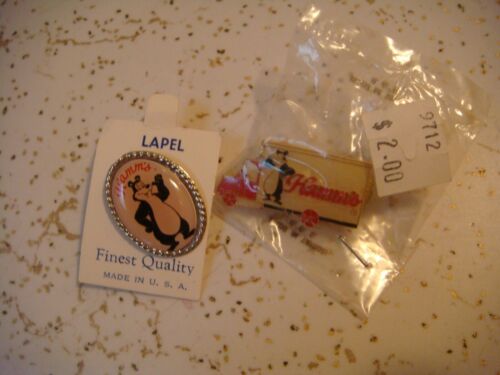 LAPEL
Hamm's
Finest Quality
MADE IN U. S. A.
Hamm's
9712
$2.00